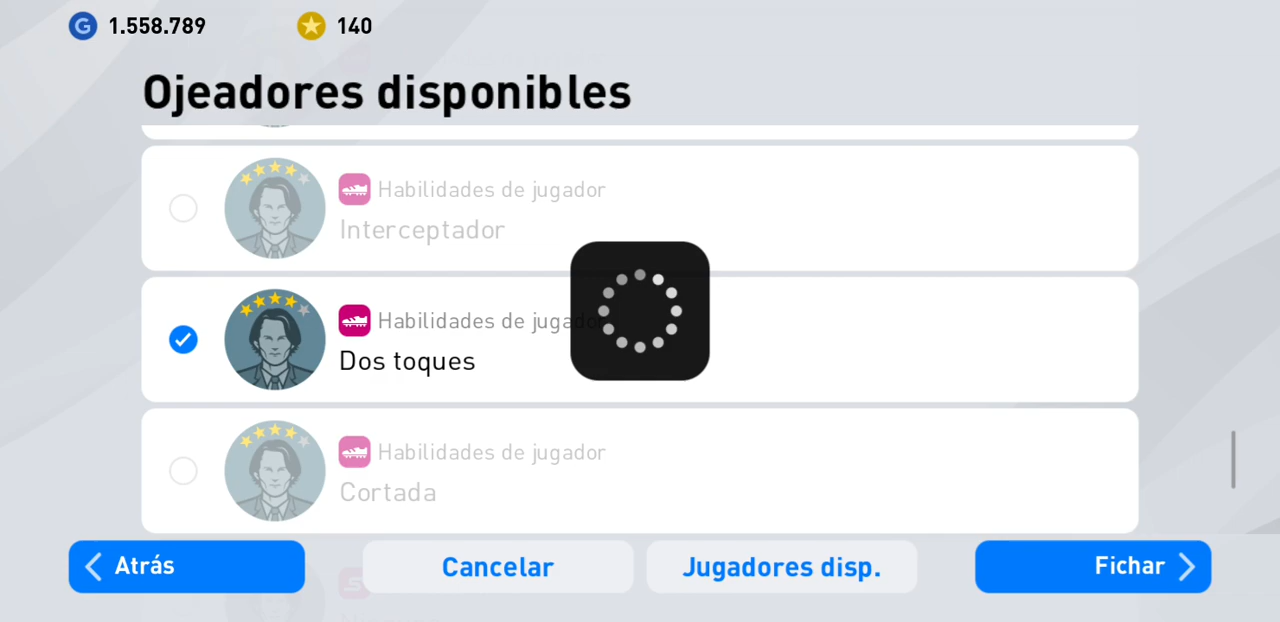 G 1.558.789
140
Ojeadores disponibles
Habilidades de jugador
Interceptador
Habilidades de jugador
Dos toques
Habilidades de jugador
Cortada
Atrás
Cancelar
Jugadores disp.
Fichar